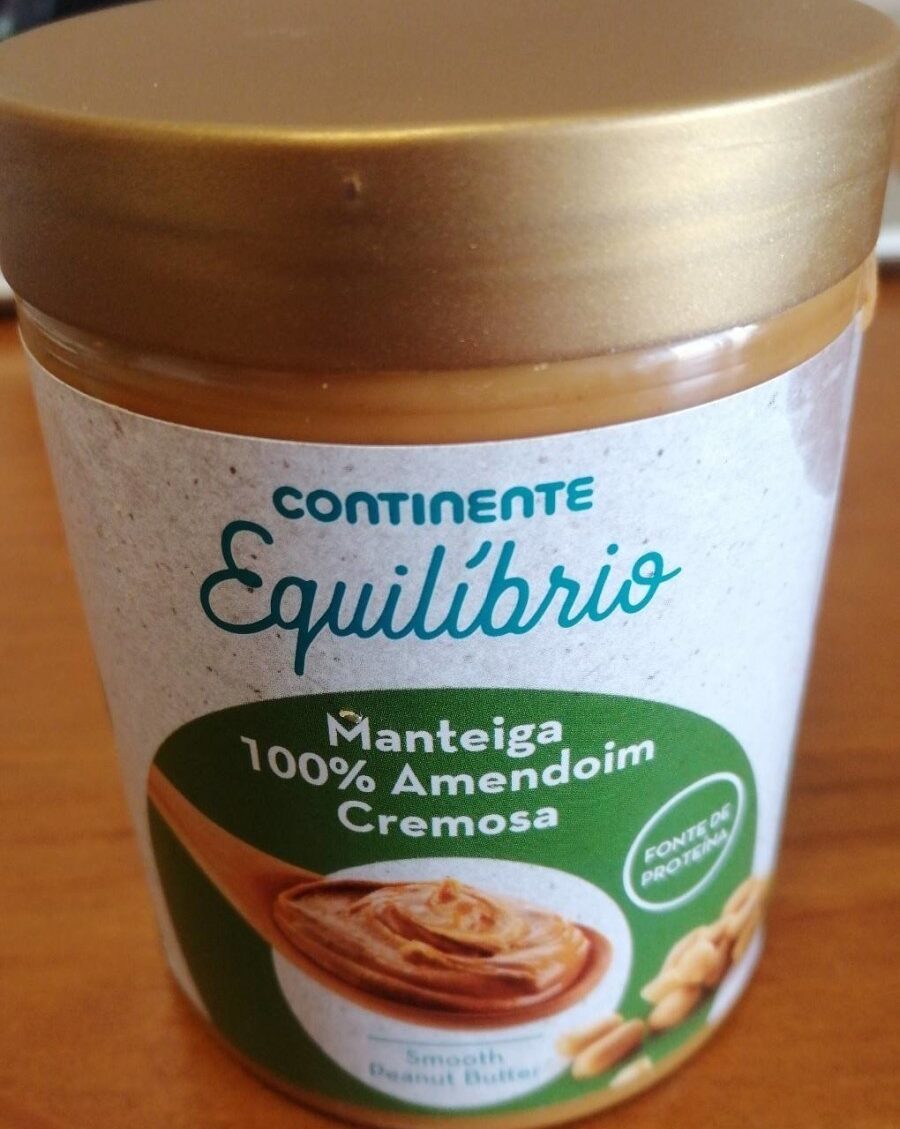 CONTINENTE
Equilíbrio
Manteiga
100% Amendoim
Cremosa
FONTE DE
PROTEÍNA
Smooth
Peanut Butter